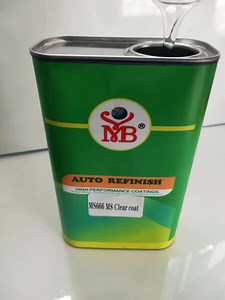 MB®
AUTO REFINISH
HIGH PERFORMANCE COATINGS
MS666 MS Clear coat